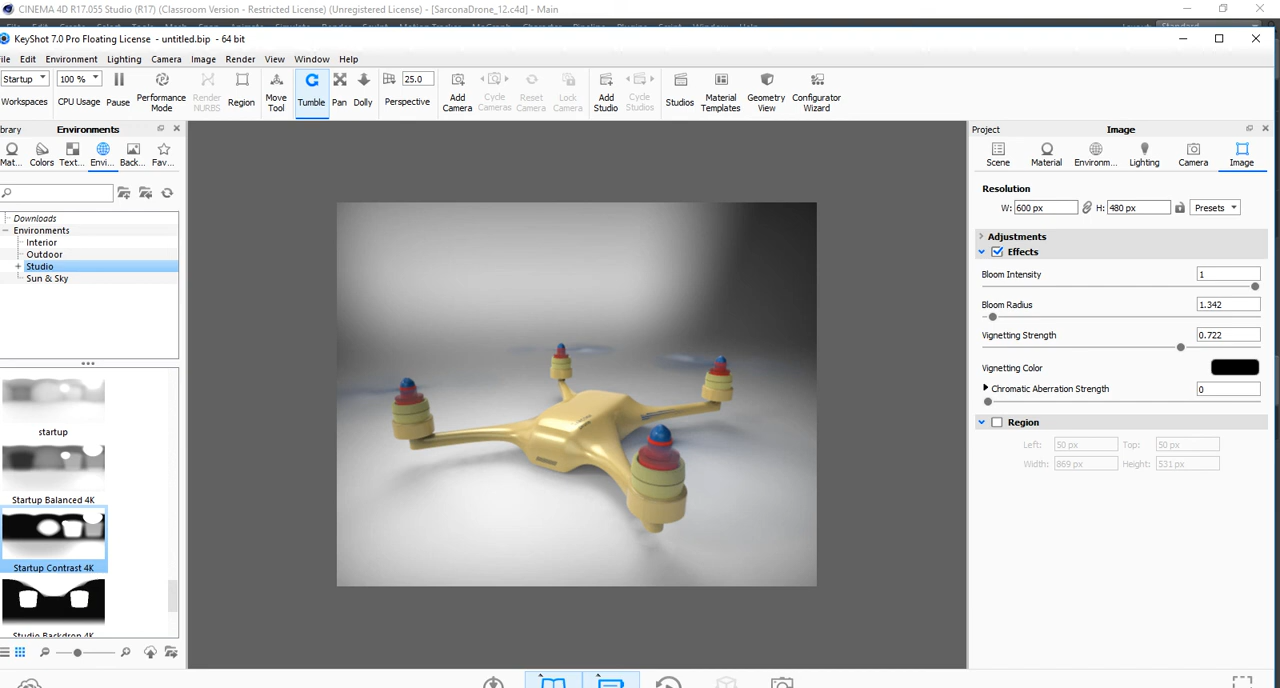 CINEMA 4D R17.055 Studio (R17) (Classroom Version - Restricted License) (Unregistered License) - [SarconaDrone_12.c4d] - Main
KeyShot 7.0 Pro Floating License - untitled.bip - 64 bit
ile Edit Environment Lighting Camera Image Render View Window Help
Startup 100 % 25.0
Workspaces CPU Usage Pause Performance Mode Render NURBS Region Move Tool Tumble Pan Dolly Perspective Add Camera Cycle Cameras Reset Camera Lock Camera Add Studio Cycle Studios Studios Material Templates Geometry View Configurator Wizard
brary Environments
Mat... Colors Text... Envi... Back... Fav...
Downloads
Environments
Interior
Outdoor
Studio
Sun & Sky
startup
Startup Balanced 4K
Startup Contrast 4K
Studio Backdrop 4K
Project Image
Scene Material Environm... Lighting Camera Image
Resolution
W: 600 px H: 480 px Presets
Adjustments
Effects
Bloom Intensity 1
Bloom Radius 1.342
Vignetting Strength 0.722
Vignetting Color
Chromatic Aberration Strength 0
Region
Left: 50 px Top: 50 px
Width: 869 px Height: 531 px